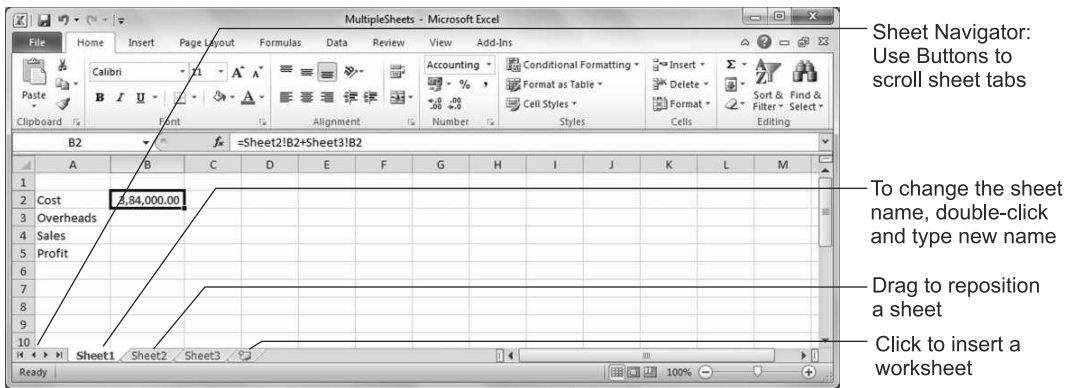 MultipleSheets - Microsoft Excel
File Home Insert Page Layout Formulas Data Review View Add-Ins
Calibri 11 A A Accounting Conditional Formatting Insert Σ
Paste B I U A % , Format as Table Delete Sort & Find &
.00 .00 Cell Styles Format Filter Select
Clipboard Font Alignment Number Styles Cells Editing
B2 fx =Sheet2!B2+Sheet3!B2
A B C D E F G H I J K L M
1
2 Cost 3,84,000.00
3 Overheads
4 Sales
5 Profit
6
7
8
9
10
Sheet1 Sheet2 Sheet3
Ready 100%
Sheet Navigator:
Use Buttons to
scroll sheet tabs
To change the sheet
name, double-click
and type new name
Drag to reposition
a sheet
Click to insert a
worksheet